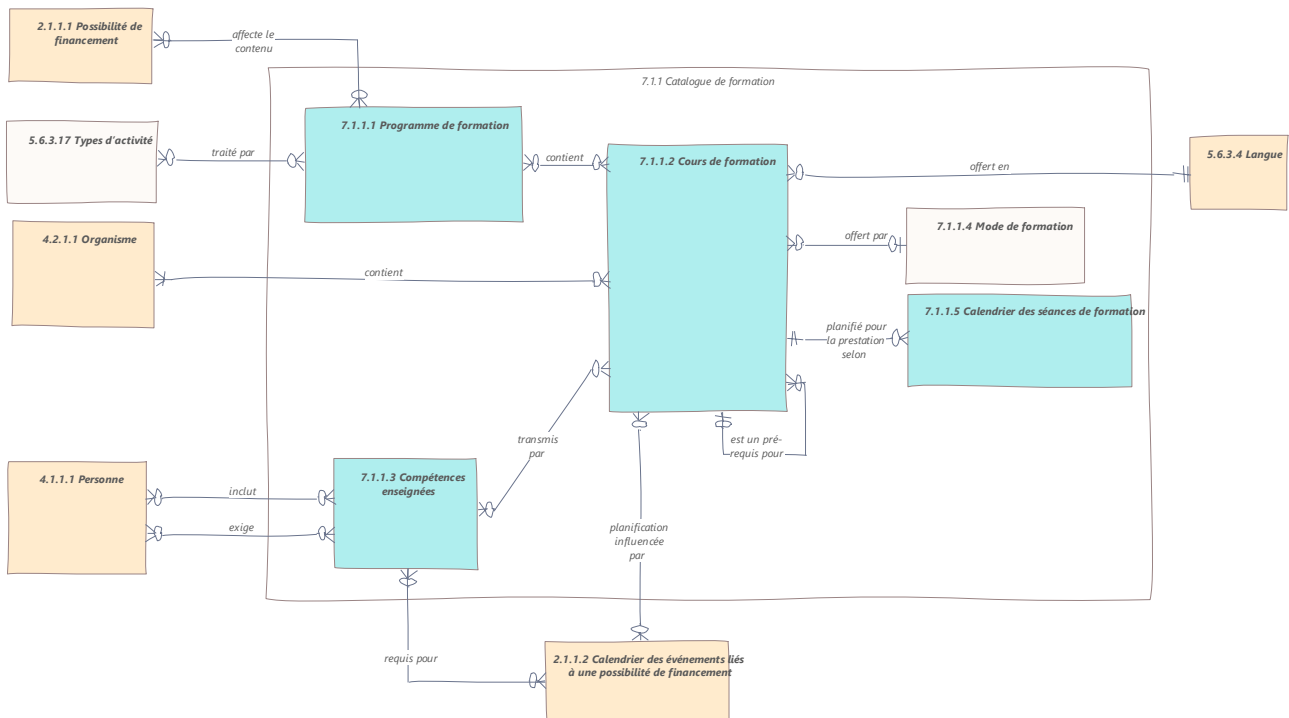 2.1.1.1 Possibilité de
financement
affecte le
contenu
7.1.1 Catalogue de formation
5.6.3.17 Types d'activité
traité par
7.1.1.1 Programme de formation
contient
7.1.1.2 Cours de formation
offert en
5.6.3.4 Langue
4.2.1.1 Organisme
contient
offert par
7.1.1.4 Mode de formation
planifié pour
la prestation
selon
7.1.1.5 Calendrier des séances de formation
est un pré-
requis pour
transmis
par
4.1.1.1 Personne
inclut
exige
7.1.1.3 Compétences
enseignées
planification
influencée
par
requis pour
2.1.1.2 Calendrier des événements liés
à une possibilité de financement